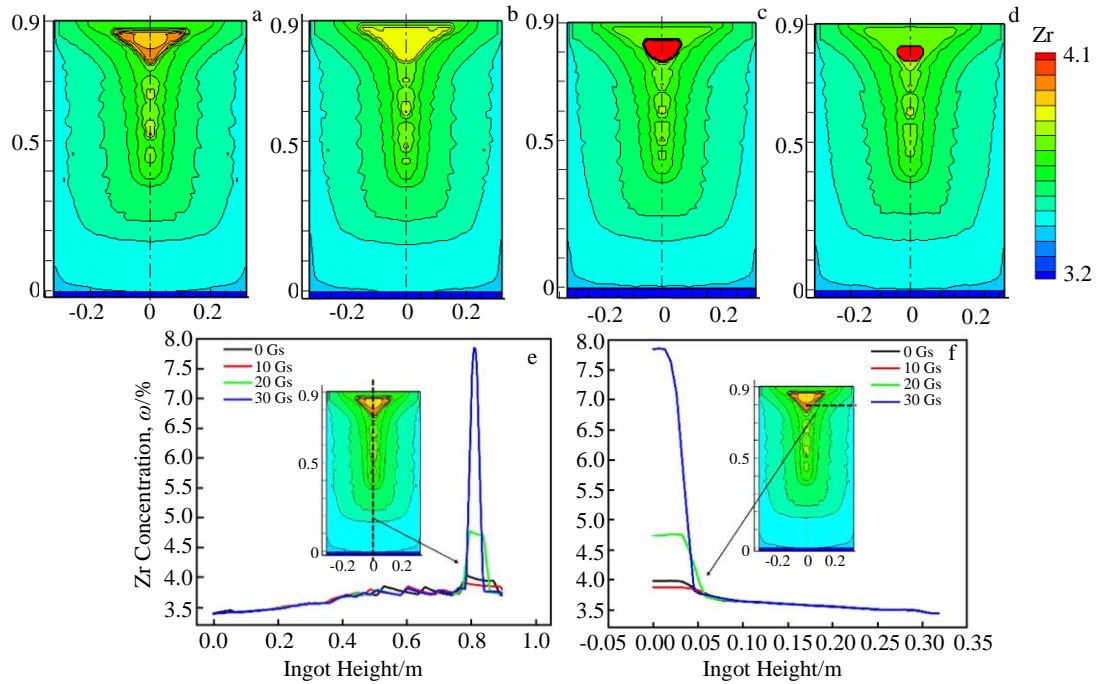 a
b
c
d
0.9
0.5
0
-0.2 0 0.2
0.9
0.5
0
-0.2 0 0.2
0.9
0.5
0
-0.2 0 0.2
0.9
0.5
0
-0.2 0 0.2
Zr
4.1
3.2
e
8.0
7.5
7.0
6.5
6.0
5.5
5.0
4.5
4.0
3.5
Zr Concentration, ω/%
0 Gs
10 Gs
20 Gs
30 Gs
0.9
0.5
0
-0.2 0 0.2
0.0 0.2 0.4 0.6 0.8 1.0
Ingot Height/m
f
8.0
7.5
7.0
6.5
6.0
5.5
5.0
4.5
4.0
3.5
0 Gs
10 Gs
20 Gs
30 Gs
0.9
0.5
0
-0.2 0 0.2
-0.05 0.00 0.05 0.10 0.15 0.20 0.25 0.30 0.35
Ingot Height/m